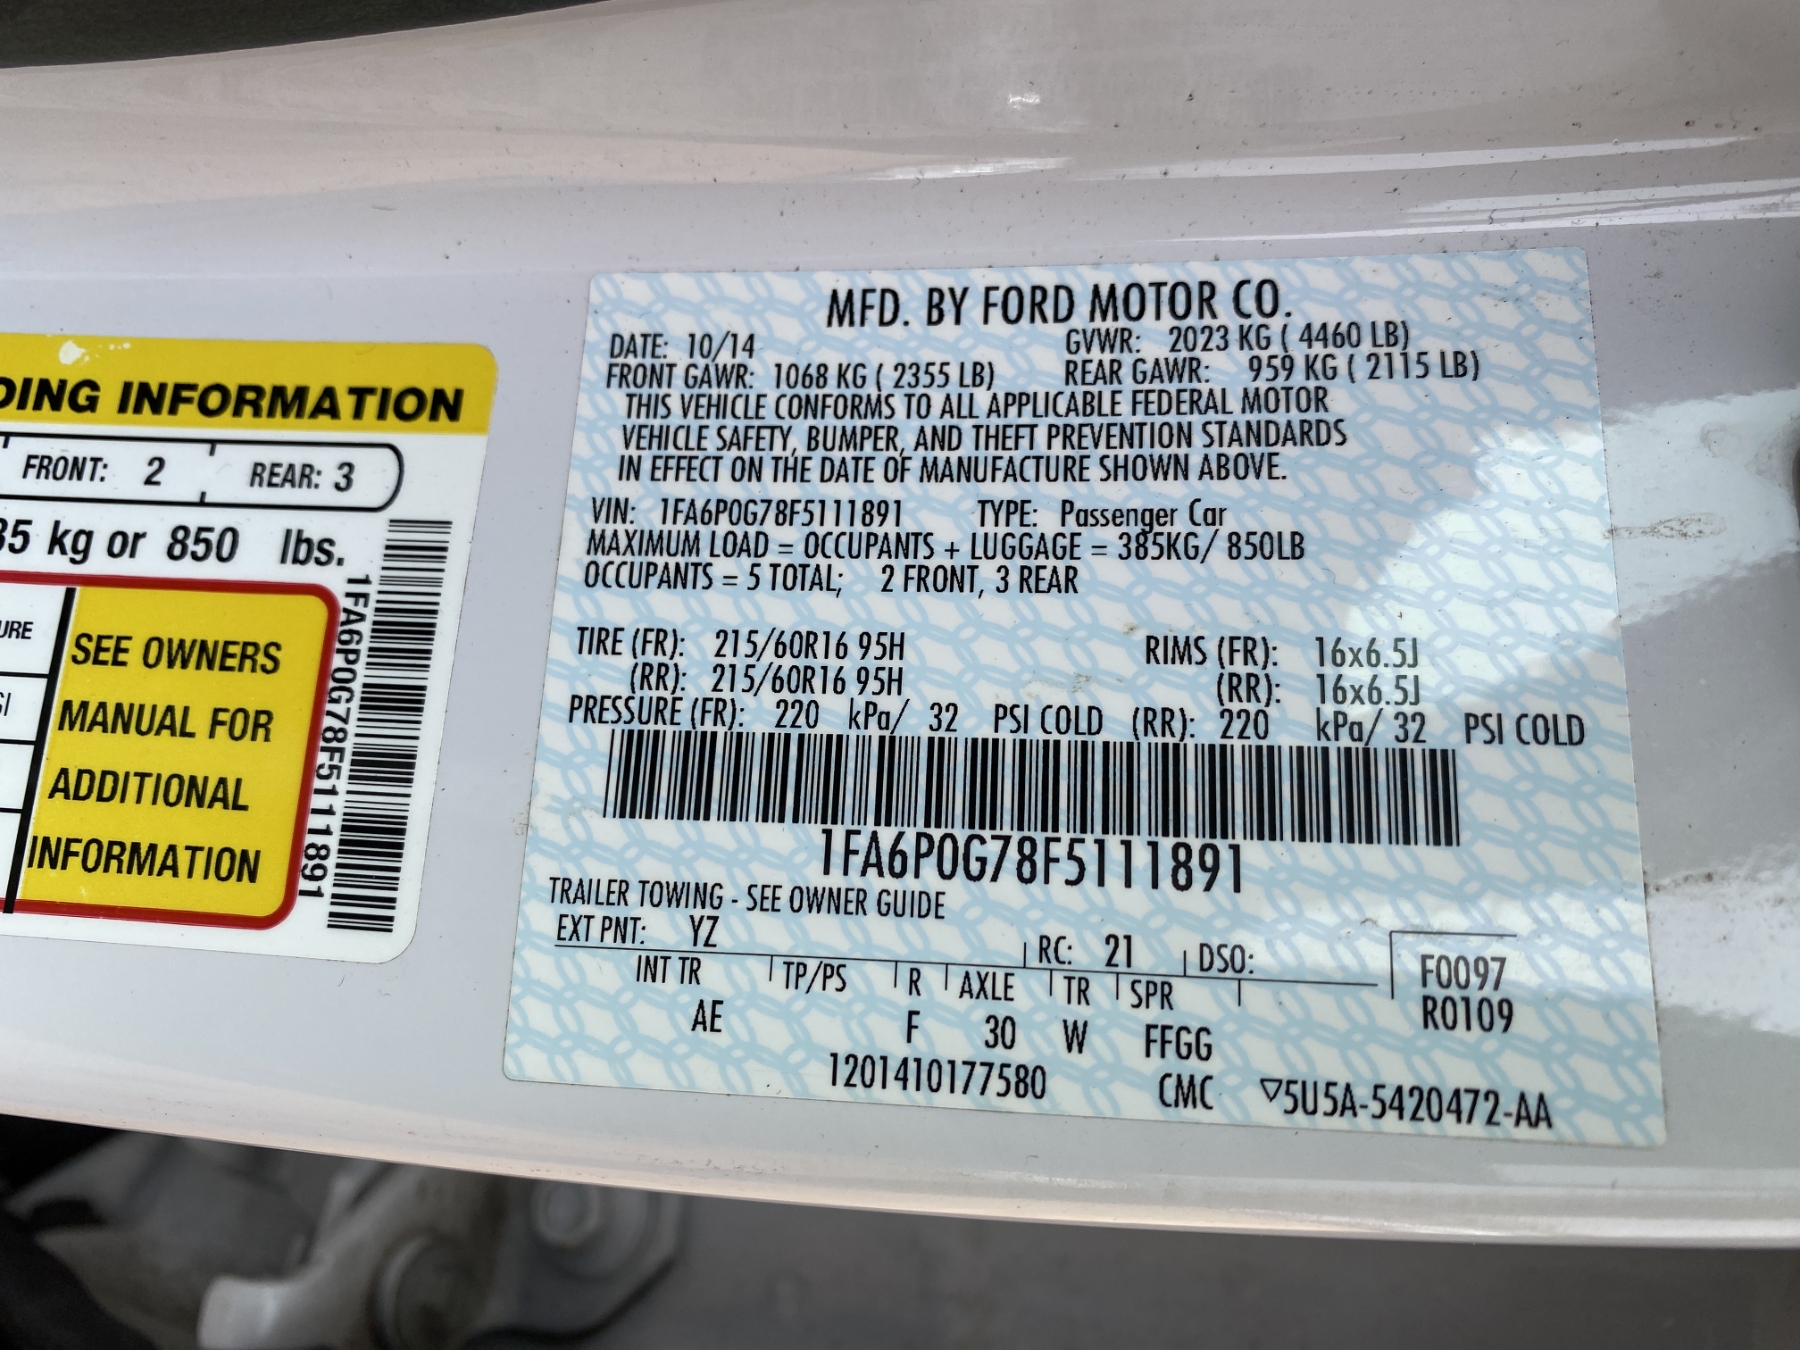 DING INFORMATION
FRONT: 2 REAR: 3
35 kg or 850 lbs.
URE
SI
SEE OWNERS
MANUAL FOR
ADDITIONAL
INFORMATION
1FA6P0G78F5111891
MFD. BY FORD MOTOR CO.
DATE: 10/14 GVWR: 2023 KG ( 4460 LB)
FRONT GAWR: 1068 KG ( 2355 LB) REAR GAWR: 959 KG ( 2115 LB)
THIS VEHICLE CONFORMS TO ALL APPLICABLE FEDERAL MOTOR
VEHICLE SAFETY, BUMPER, AND THEFT PREVENTION STANDARDS
IN EFFECT ON THE DATE OF MANUFACTURE SHOWN ABOVE.
VIN: 1FA6P0G78F5111891 TYPE: Passenger Car
MAXIMUM LOAD = OCCUPANTS + LUGGAGE = 385KG/ 850LB
OCCUPANTS = 5 TOTAL; 2 FRONT, 3 REAR
TIRE (FR): 215/60R16 95H RIMS (FR): 16x6.5J
(RR): 215/60R16 95H (RR): 16x6.5J
PRESSURE (FR): 220 kPa/ 32 PSI COLD (RR): 220 kPa/ 32 PSI COLD
1FA6P0G78F5111891
TRAILER TOWING - SEE OWNER GUIDE
EXT PNT: YZ RC: 21 DSO:
INT TR TP/PS R AXLE TR SPR F0097
AE F 30 W FFGG R0109
1201410177580 CMC ▽5U5A-5420472-AA